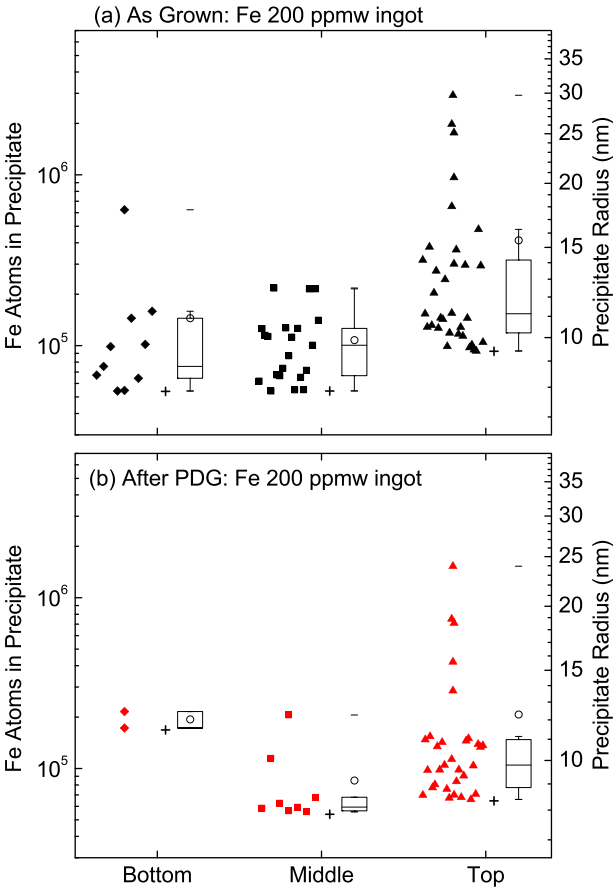 (a) As Grown: Fe 200 ppmw ingot
Fe Atoms in Precipitate
10⁶
10⁵
35
30
25
20
15
10
Precipitate Radius (nm)
(b) After PDG: Fe 200 ppmw ingot
Fe Atoms in Precipitate
10⁶
10⁵
35
30
25
20
15
10
Precipitate Radius (nm)
Bottom Middle Top